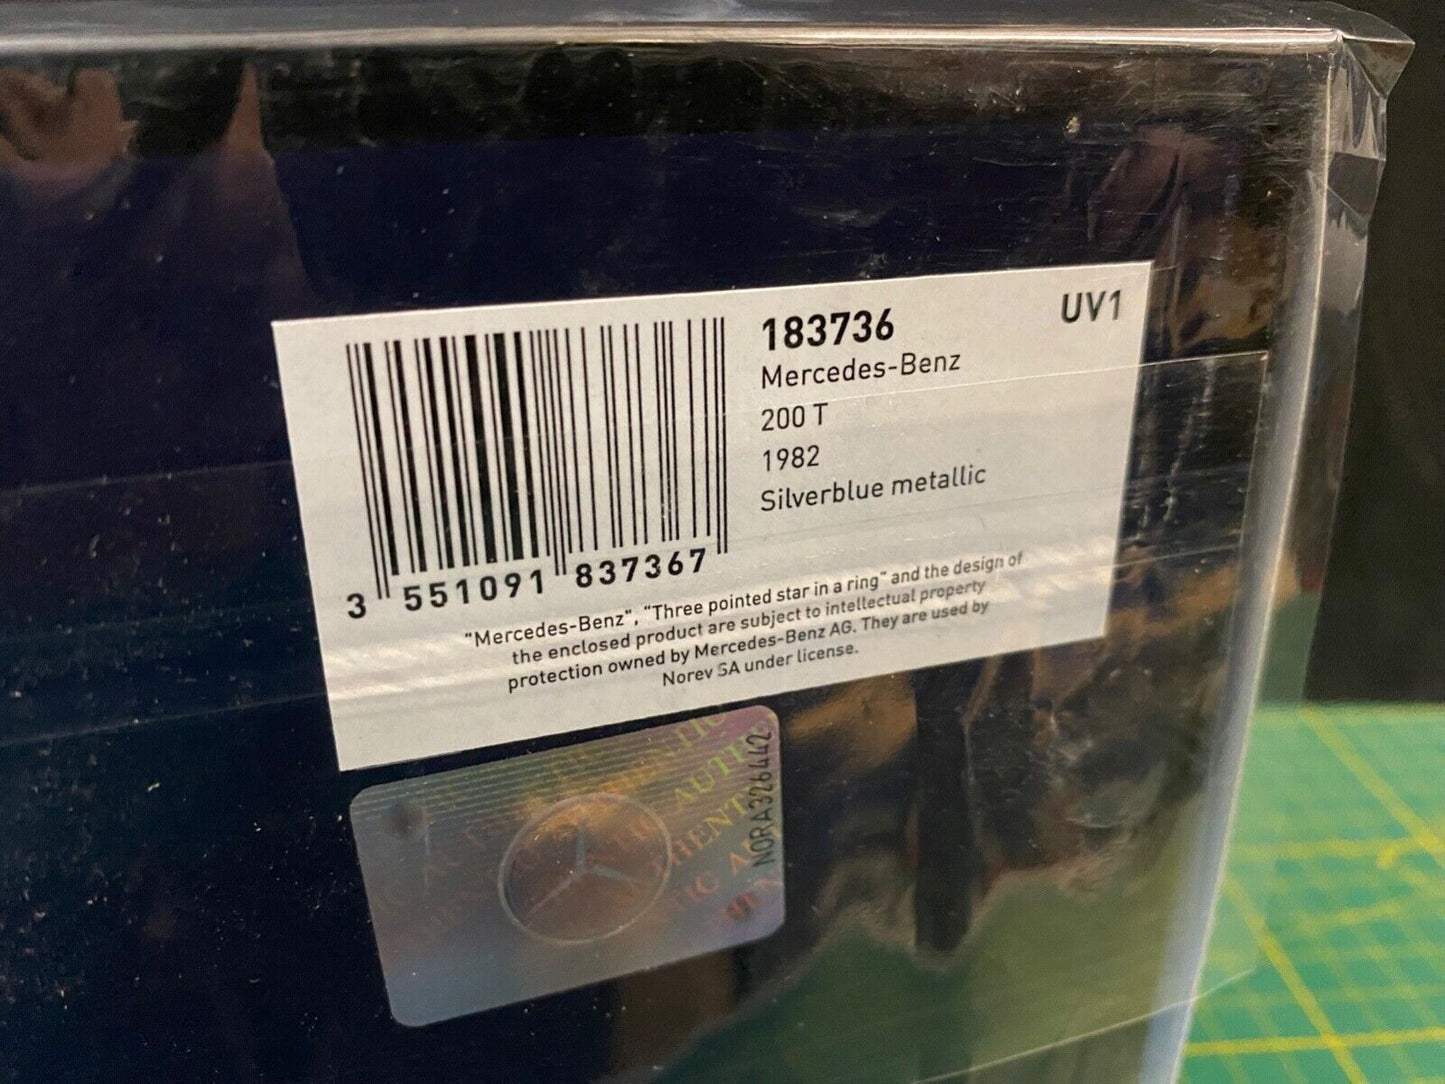 183736
UV1
Mercedes-Benz
200 T
1982
Silverblue metallic
3 551091 837367
"Mercedes-Benz", "Three pointed star in a ring" and the design of
the enclosed product are subject to intellectual property
protection owned by Mercedes-Benz AG. They are used by
Norev SA under license.
NORA326442